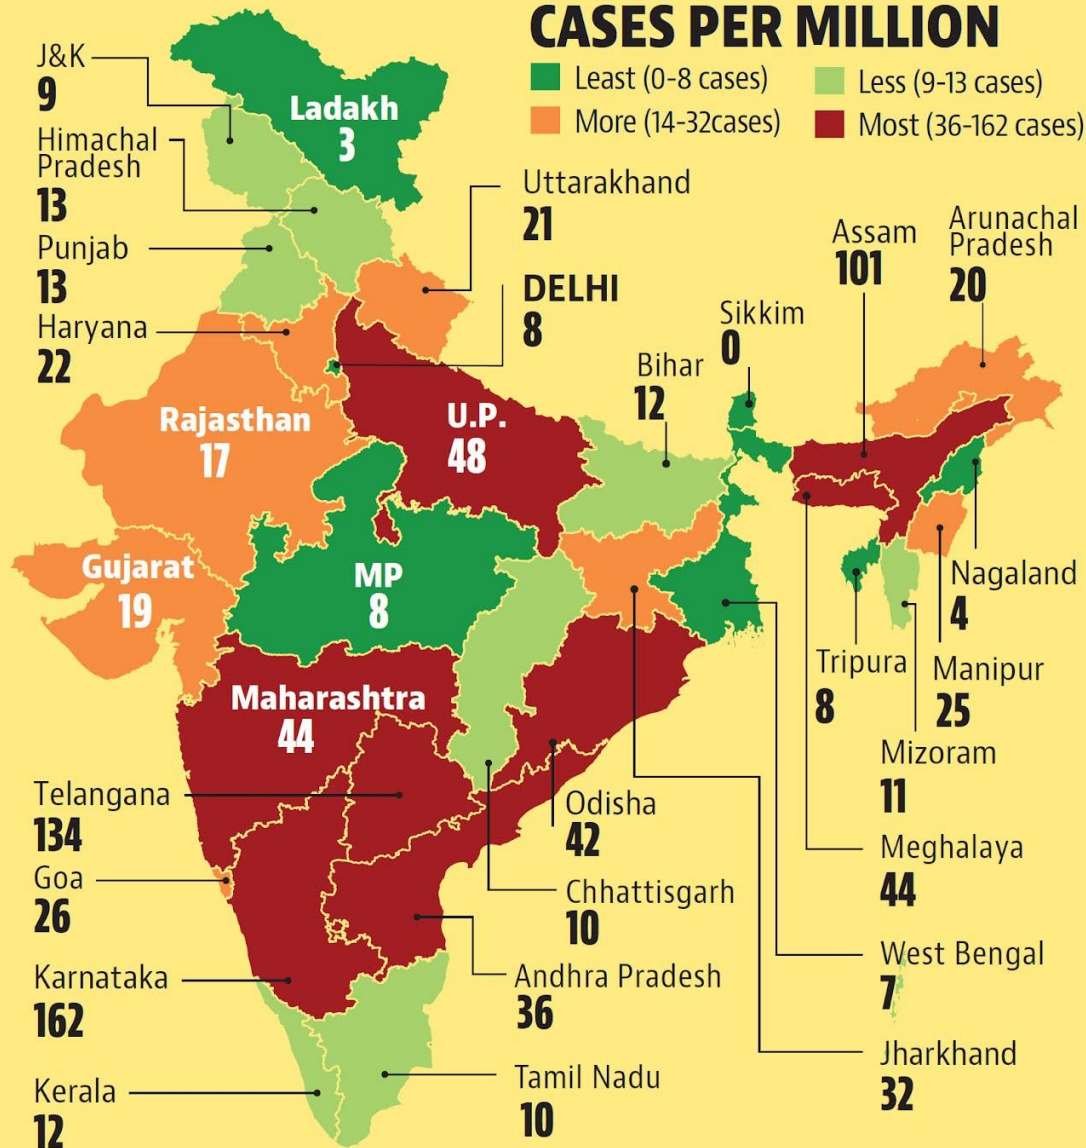 CASES PER MILLION
Least (0-8 cases)
Less (9-13 cases)
More (14-32cases)
Most (36-162 cases)
J&K
9
Ladakh
3
Himachal
Pradesh
13
Punjab
13
Haryana
22
Uttarakhand
21
DELHI
8
Assam
101
Arunachal
Pradesh
20
Sikkim
0
Bihar
12
Rajasthan
17
U.P.
48
Gujarat
19
MP
8
Nagaland
4
Tripura
8
Manipur
25
Mizoram
11
Maharashtra
44
Telangana
134
Odisha
42
Meghalaya
44
Goa
26
Chhattisgarh
10
West Bengal
7
Karnataka
162
Andhra Pradesh
36
Jharkhand
32
Kerala
12
Tamil Nadu
10